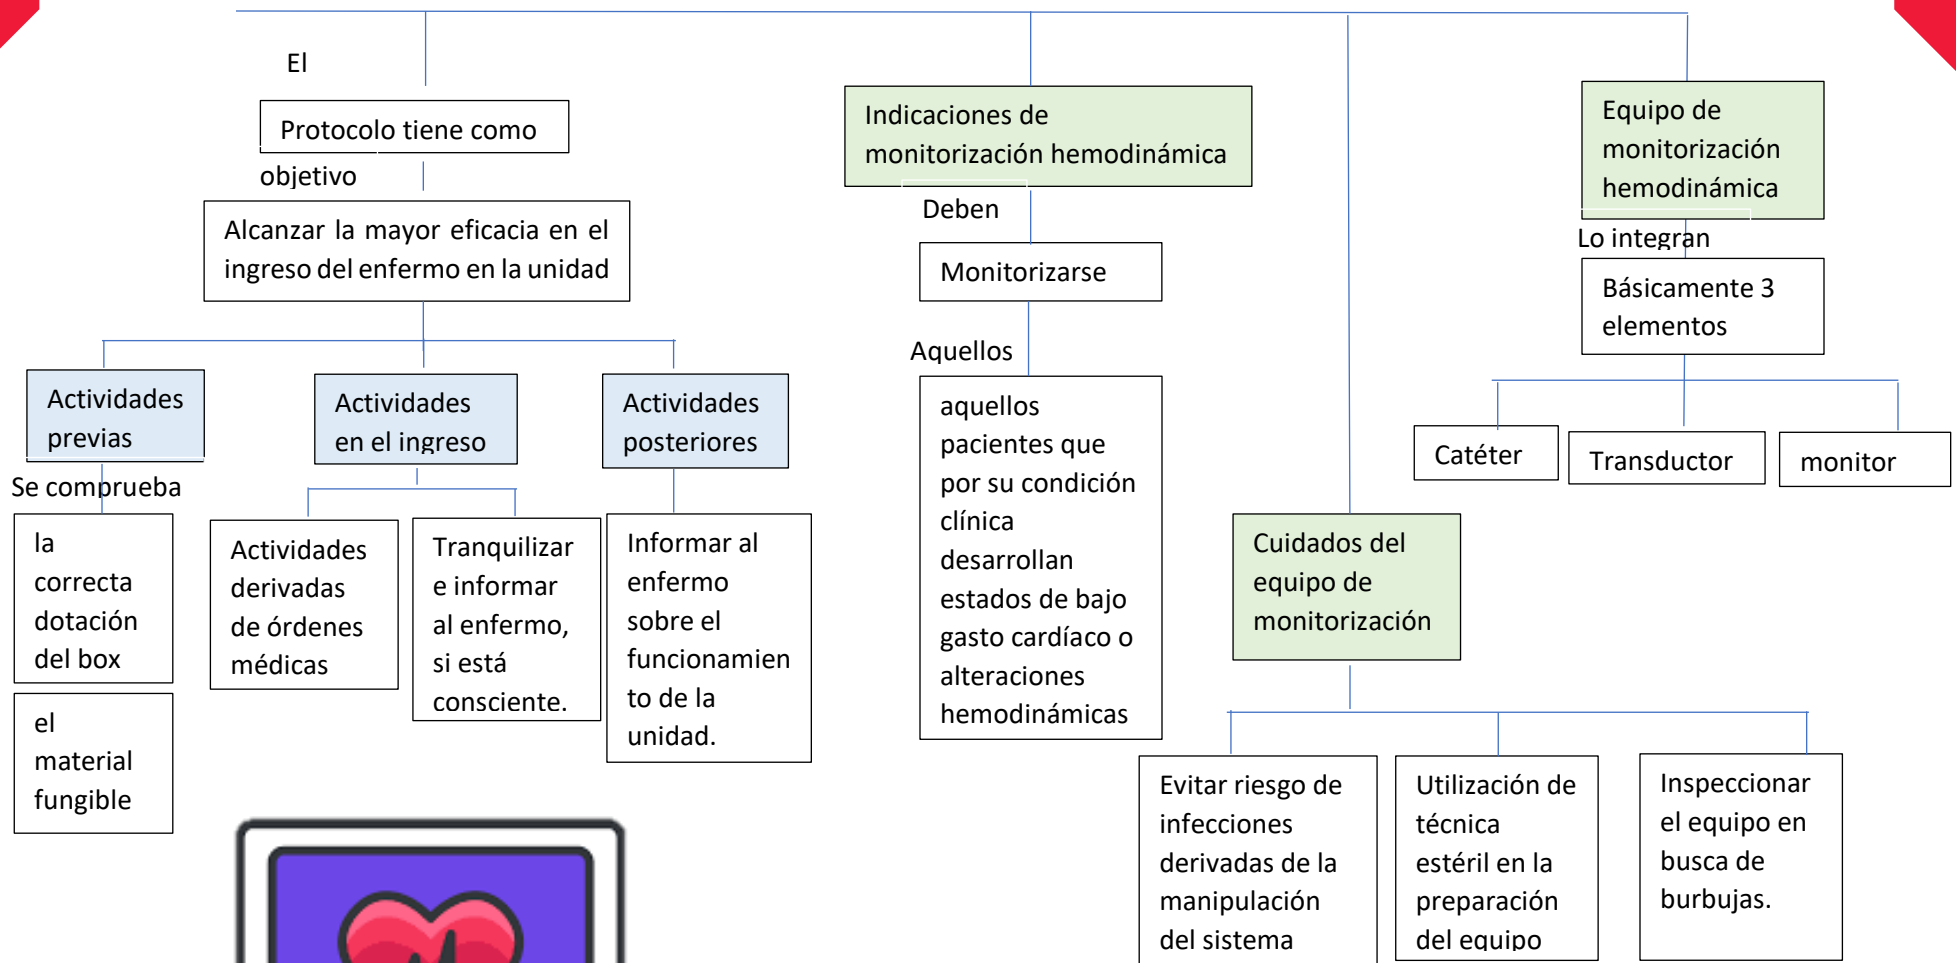 El
Protocolo tiene como
objetivo
Alcanzar la mayor eficacia en el
ingreso del enfermo en la unidad
Actividades
previas
Se comprueba
la
correcta
dotación
del box
el
material
fungible
Actividades
en el ingreso
Actividades
derivadas
de órdenes
médicas
Tranquilizar
e informar
al enfermo,
si está
consciente.
Actividades
posteriores
Informar al
enfermo
sobre el
funcionamien
to de la
unidad.
Indicaciones de
monitorización hemodinámica
Deben
Monitorizarse
Aquellos
aquellos
pacientes que
por su condición
clínica
desarrollan
estados de bajo
gasto cardíaco o
alteraciones
hemodinámicas
Cuidados del
equipo de
monitorización
Evitar riesgo de
infecciones
derivadas de la
manipulación
del sistema
Utilización de
técnica
estéril en la
preparación
del equipo
Inspeccionar
el equipo en
busca de
burbujas.
Equipo de
monitorización
hemodinámica
Lo integran
Básicamente 3
elementos
Catéter
Transductor
monitor